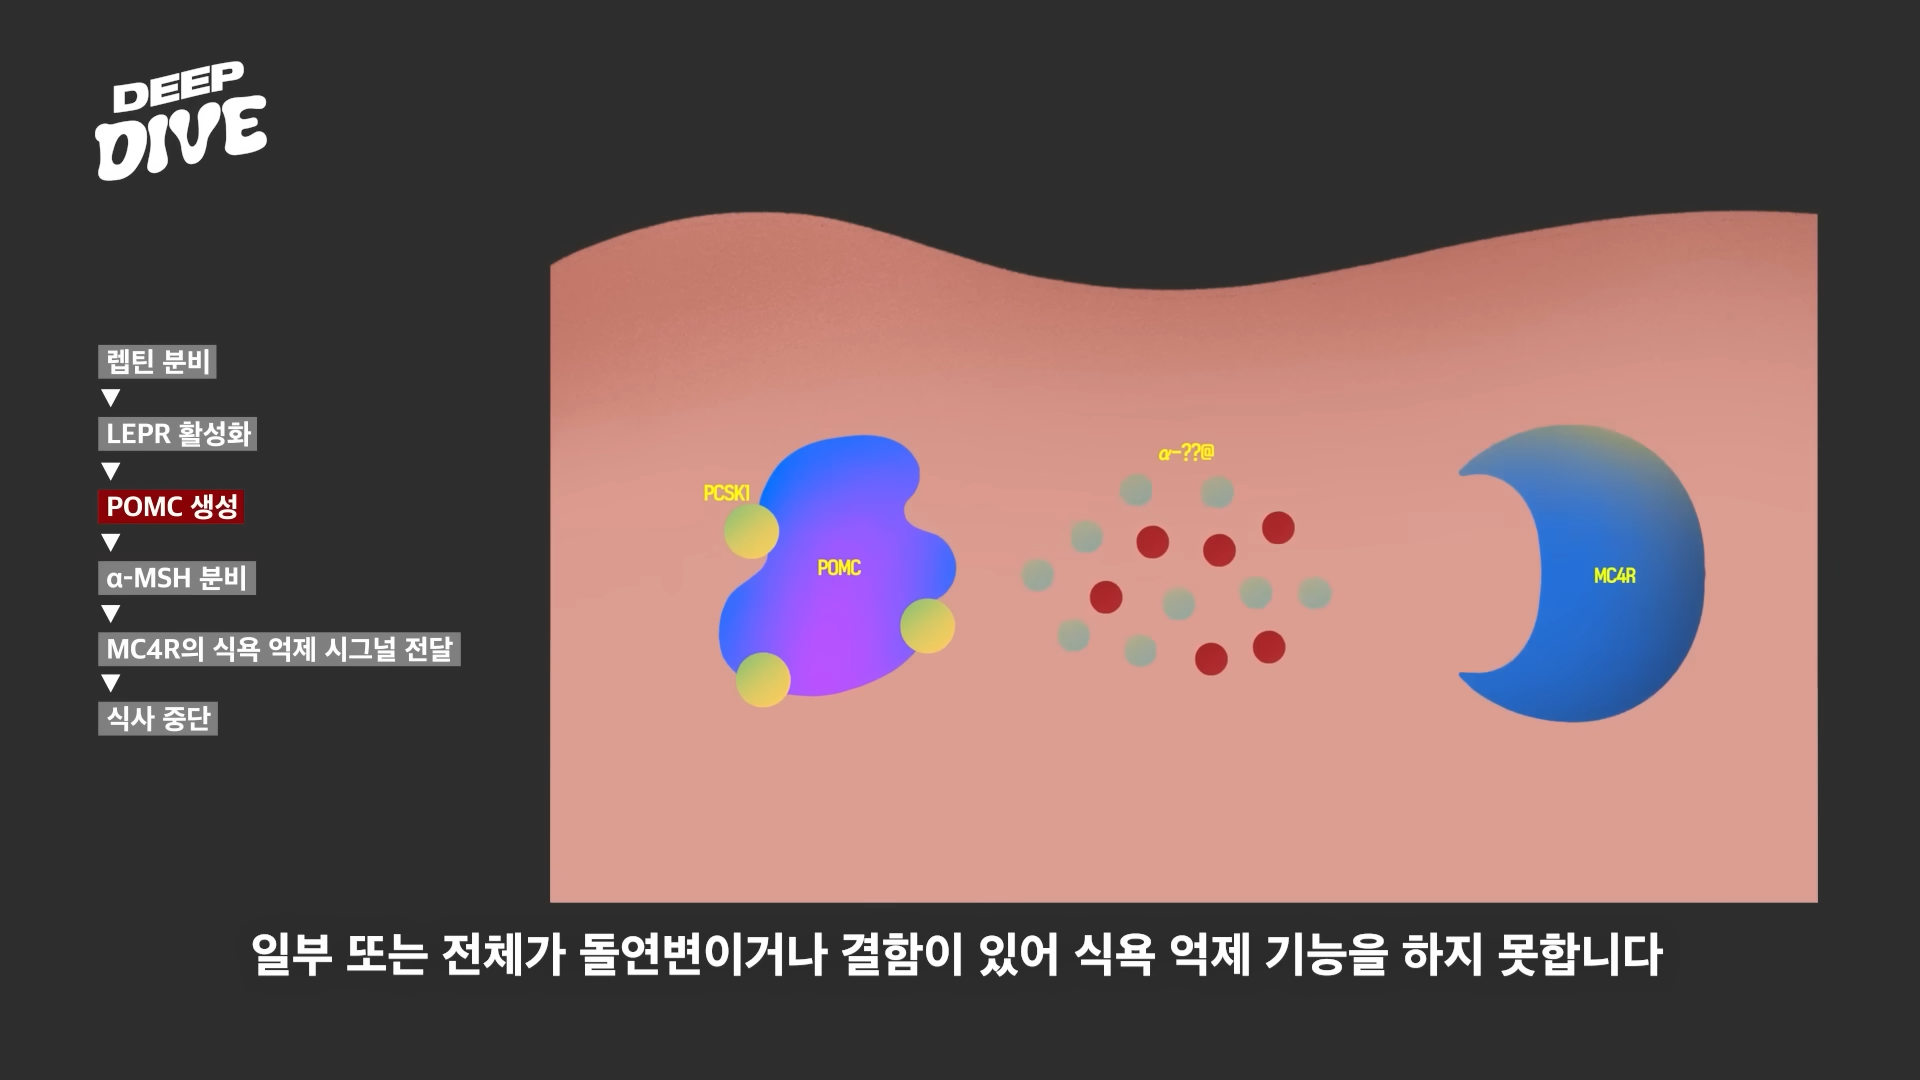 DEEP
DIVE
렙틴 분비
▼
LEPR 활성화
▼
POMC 생성
▼
α-MSH 분비
▼
MC4R의 식욕 억제 시그널 전달
▼
식사 중단
PCSK1
POMC
α-??@
MC4R
일부 또는 전체가 돌연변이거나 결함이 있어 식욕 억제 기능을 하지 못합니다